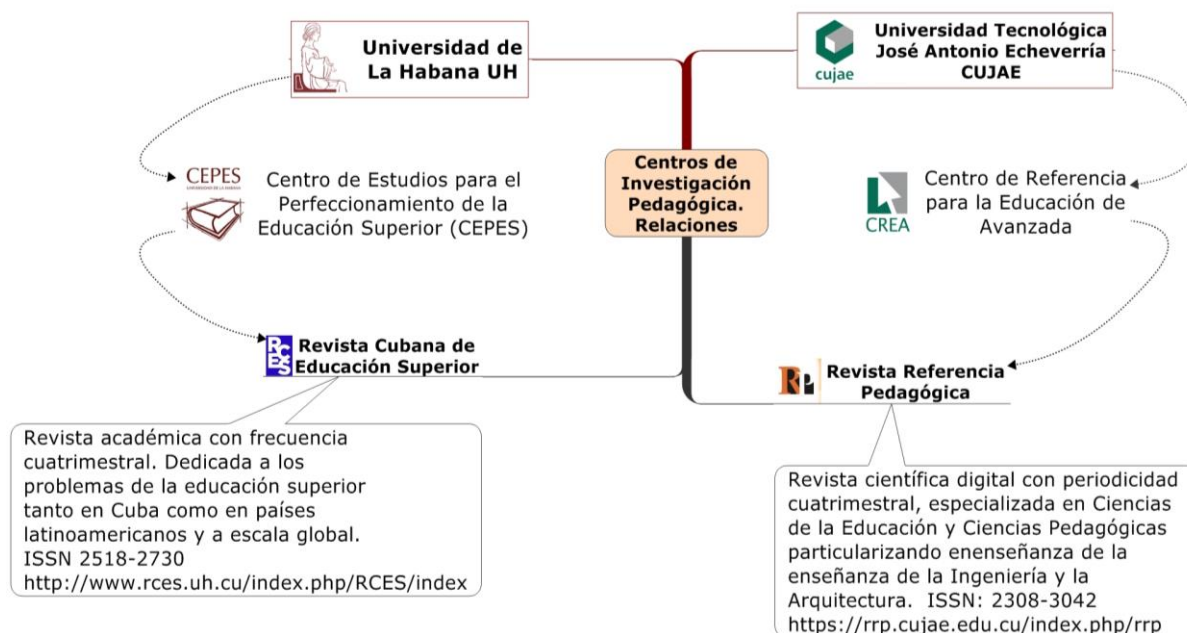 Universidad de
La Habana UH
cujae
Universidad Tecnológica
José Antonio Echeverría
CUJAE
Centros de
Investigación
Pedagógica.
Relaciones
CEPES
UNIVERSIDAD DE LA HABANA
Centro de Estudios para el
Perfeccionamiento de la
Educación Superior (CEPES)
CREA
Centro de Referencia
para la Educación de
Avanzada
RCES
Revista Cubana de
Educación Superior
RP
Revista Referencia
Pedagógica
Revista académica con frecuencia
cuatrimestral. Dedicada a los
problemas de la educación superior
tanto en Cuba como en países
latinoamericanos y a escala global.
ISSN 2518-2730
http://www.rces.uh.cu/index.php/RCES/index
Revista científica digital con periodicidad
cuatrimestral, especializada en Ciencias
de la Educación y Ciencias Pedagógicas
particularizando enenseñanza de la
enseñanza de la Ingeniería y la
Arquitectura.  ISSN: 2308-3042
https://rrp.cujae.edu.cu/index.php/rrp